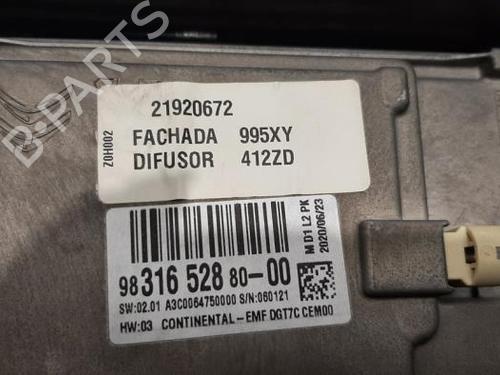 21920672
Z0H002
FACHADA 995XY
DIFUSOR 412ZD
M D1 L2 PK
2020/06/23
98 316 528 80-00
SW:02.01 A3C0064750000 S/N:060121
HW:03 CONTINENTAL-EMF DGT7C CEM00
B-PARTS